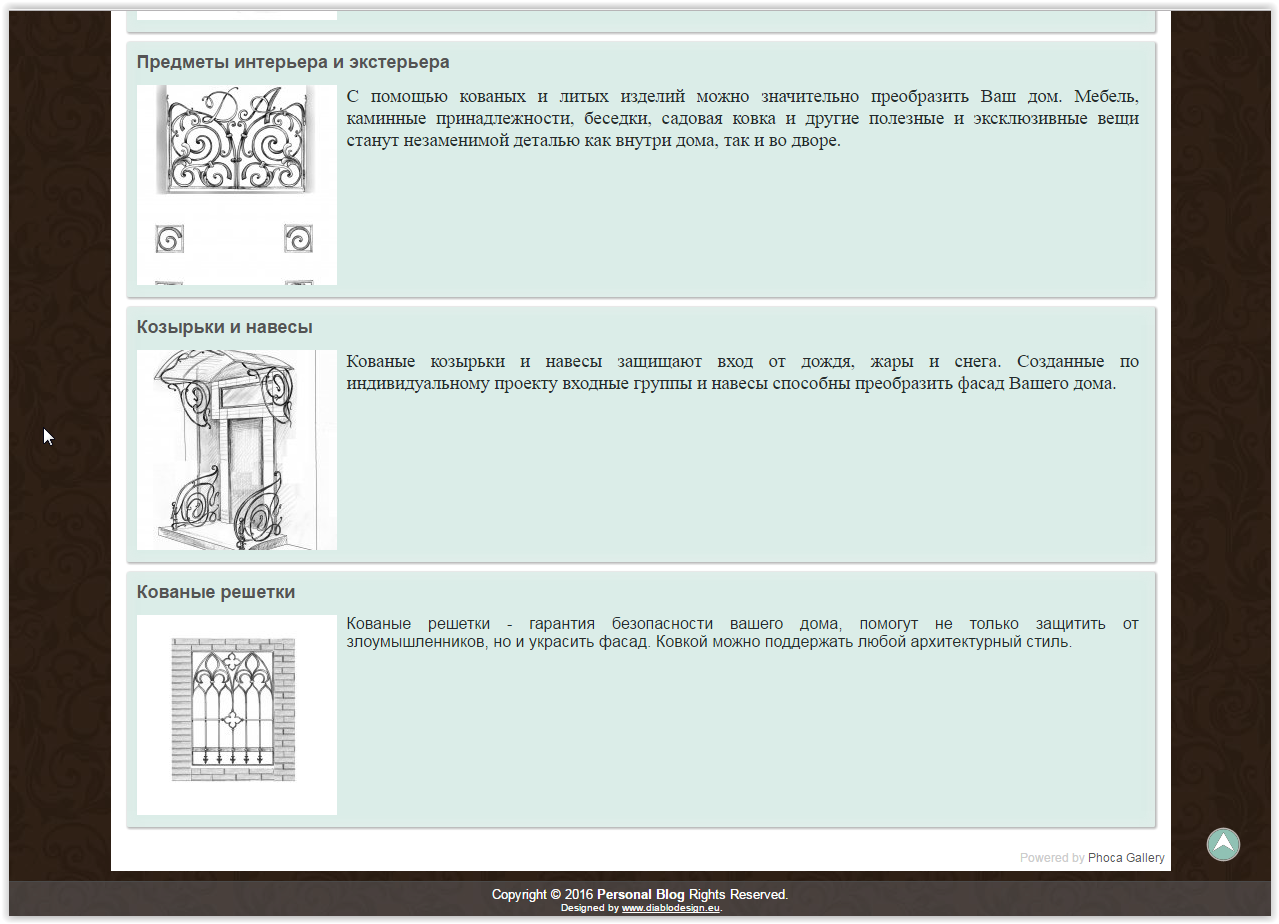 Предметы интерьера и экстерьера
D A
С помощью кованых и литых изделий можно значительно преобразить Ваш дом. Мебель,
каминные принадлежности, беседки, садовая ковка и другие полезные и эксклюзивные вещи
станут незаменимой деталью как внутри дома, так и во дворе.
Козырьки и навесы
Кованые козырьки и навесы защищают вход от дождя, жары и снега. Созданные по
индивидуальному проекту входные группы и навесы способны преобразить фасад Вашего дома.
Кованые решетки
Кованые решетки - гарантия безопасности вашего дома, помогут не только защитить от
злоумышленников, но и украсить фасад. Ковкой можно поддержать любой архитектурный стиль.
Powered by Phoca Gallery
Copyright © 2016 Personal Blog Rights Reserved.
Designed by www.diablodesign.eu.